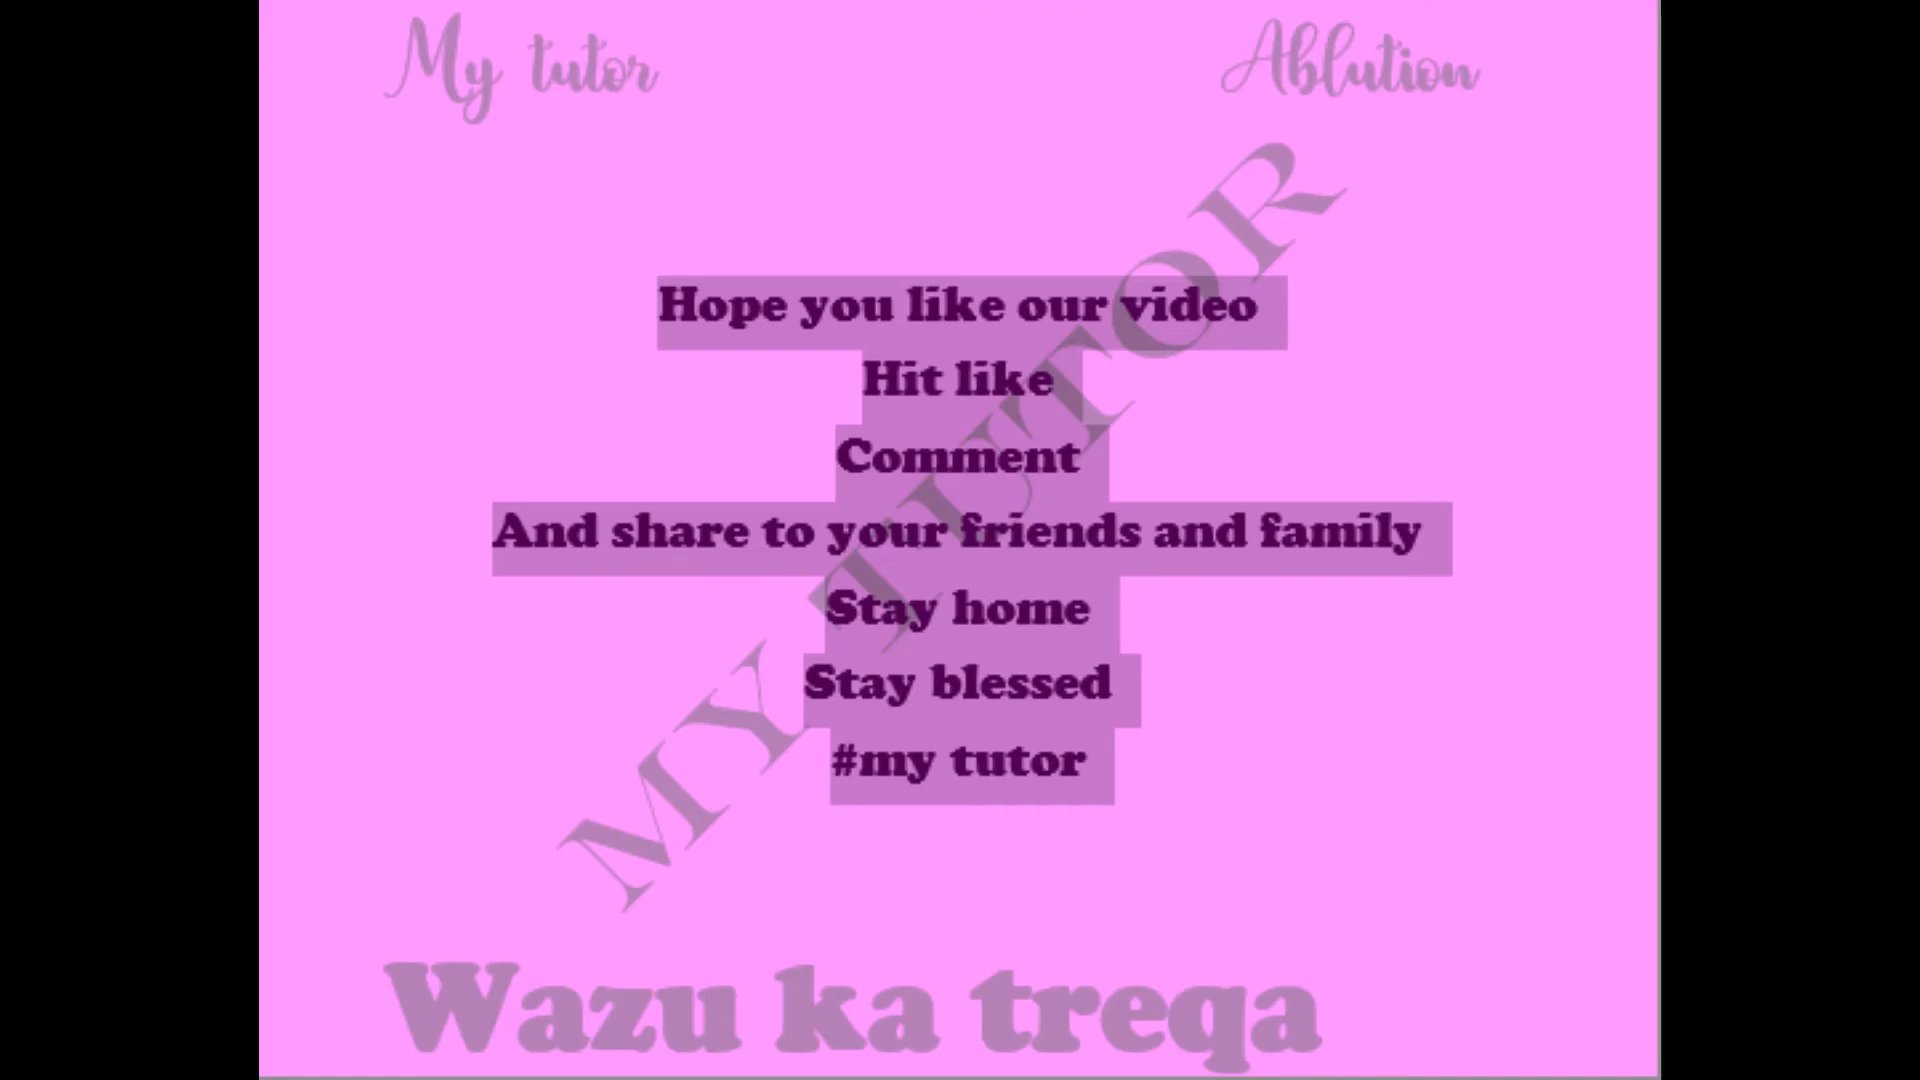 My tutor
Ablution
Hope you like our video
Hit like
Comment
And share to your friends and family
Stay home
Stay blessed
#my tutor
MY TUTOR
Wazu ka treqa